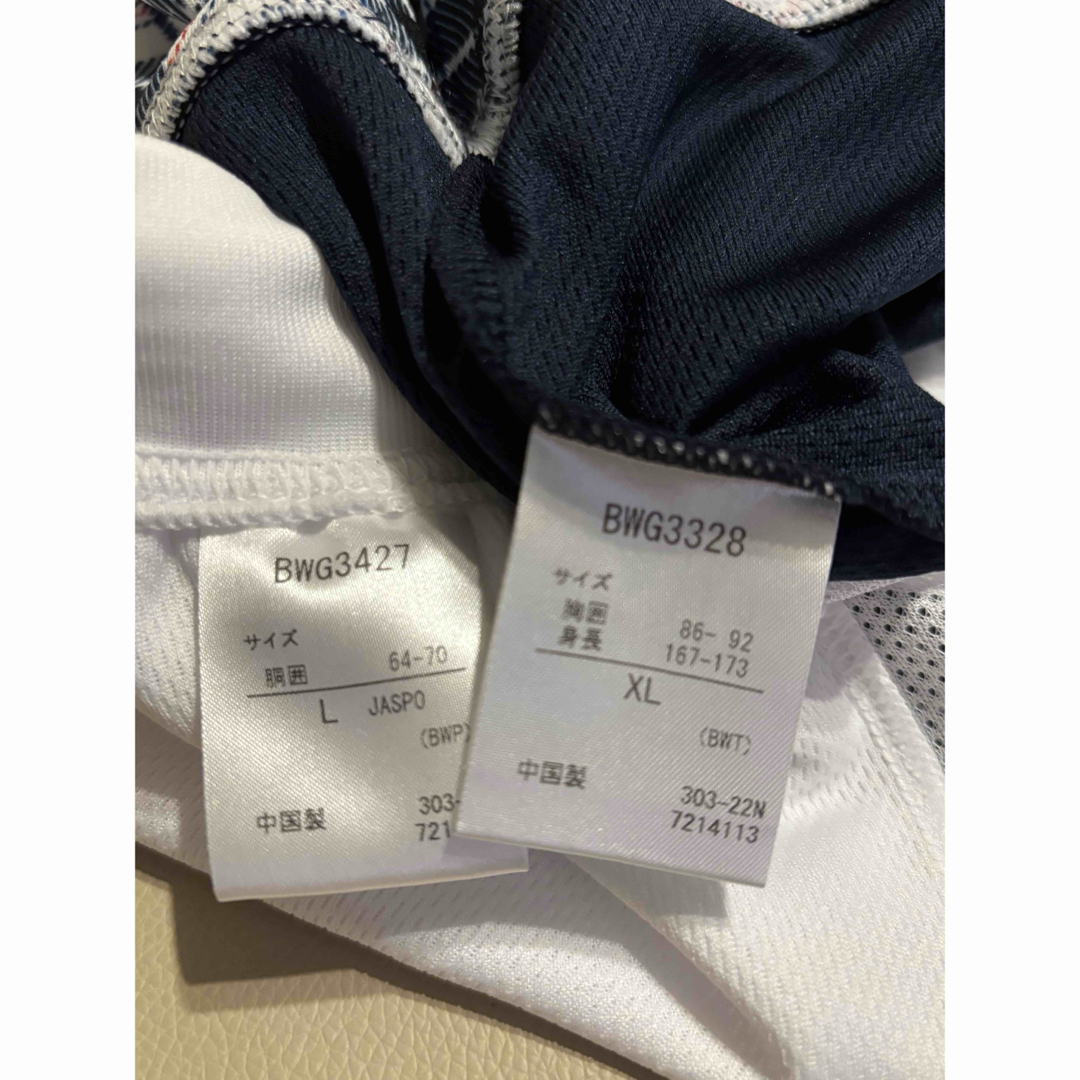 BWG3427
サイズ
胴囲 64-70
L JASPO
(BWP)
中国製 303-
721
BWG3328
サイズ
胸囲 86- 92
身長 167-173
XL
(BWT)
中国製 303-22N
7214113